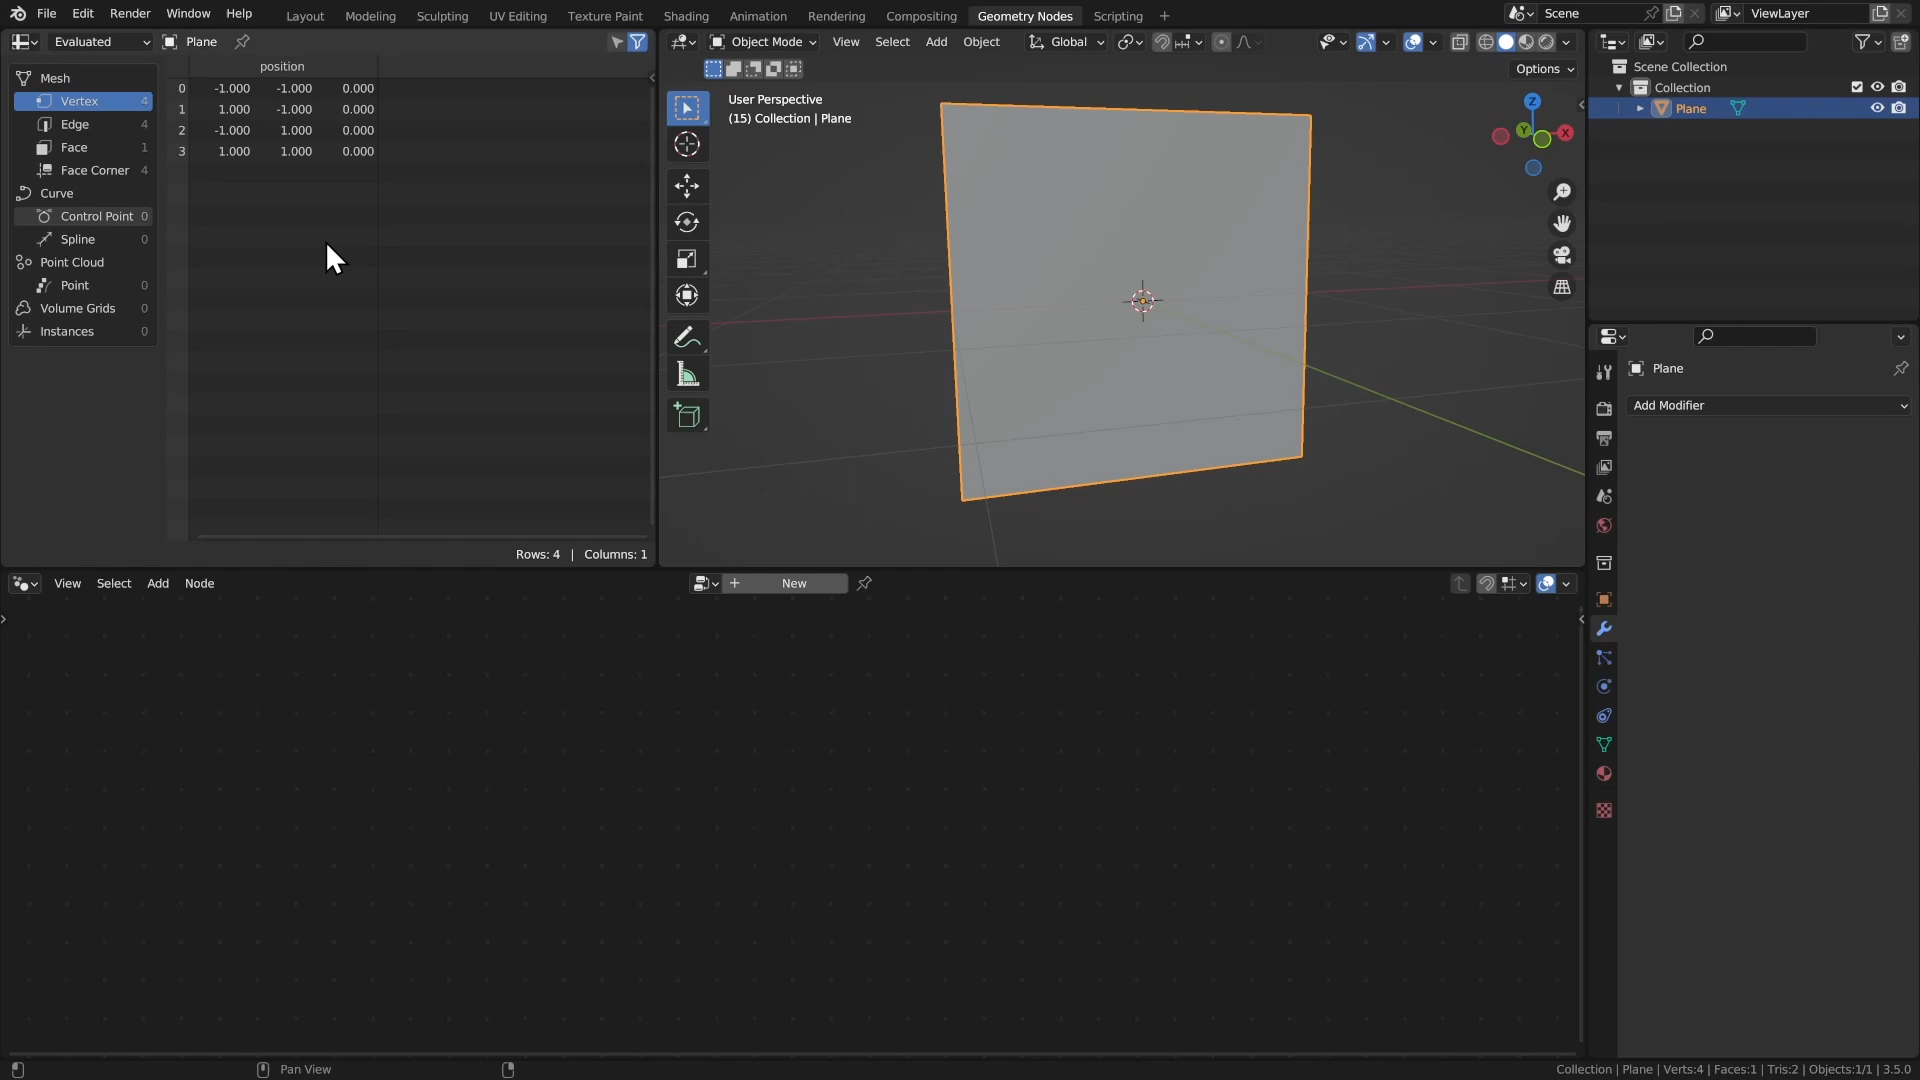 File Edit Render Window Help Layout Modeling Sculpting UV Editing Texture Paint Shading Animation Rendering Compositing Geometry Nodes Scripting + Scene ViewLayer
Evaluated Plane
Object Mode View Select Add Object Global
Options
position
Mesh
Vertex 4
Edge 4
Face 1
Face Corner 4
Curve
Control Point 0
Spline 0
Point Cloud
Point 0
Volume Grids 0
Instances 0
0 -1.000 -1.000 0.000
1 1.000 -1.000 0.000
2 -1.000 1.000 0.000
3 1.000 1.000 0.000
Rows: 4 | Columns: 1
User Perspective
(15) Collection | Plane
Z
Y
X
Scene Collection
Collection
Plane
Plane
Add Modifier
View Select Add Node + New
Pan View
Collection | Plane | Verts:4 | Faces:1 | Tris:2 | Objects:1/1 | 3.5.0